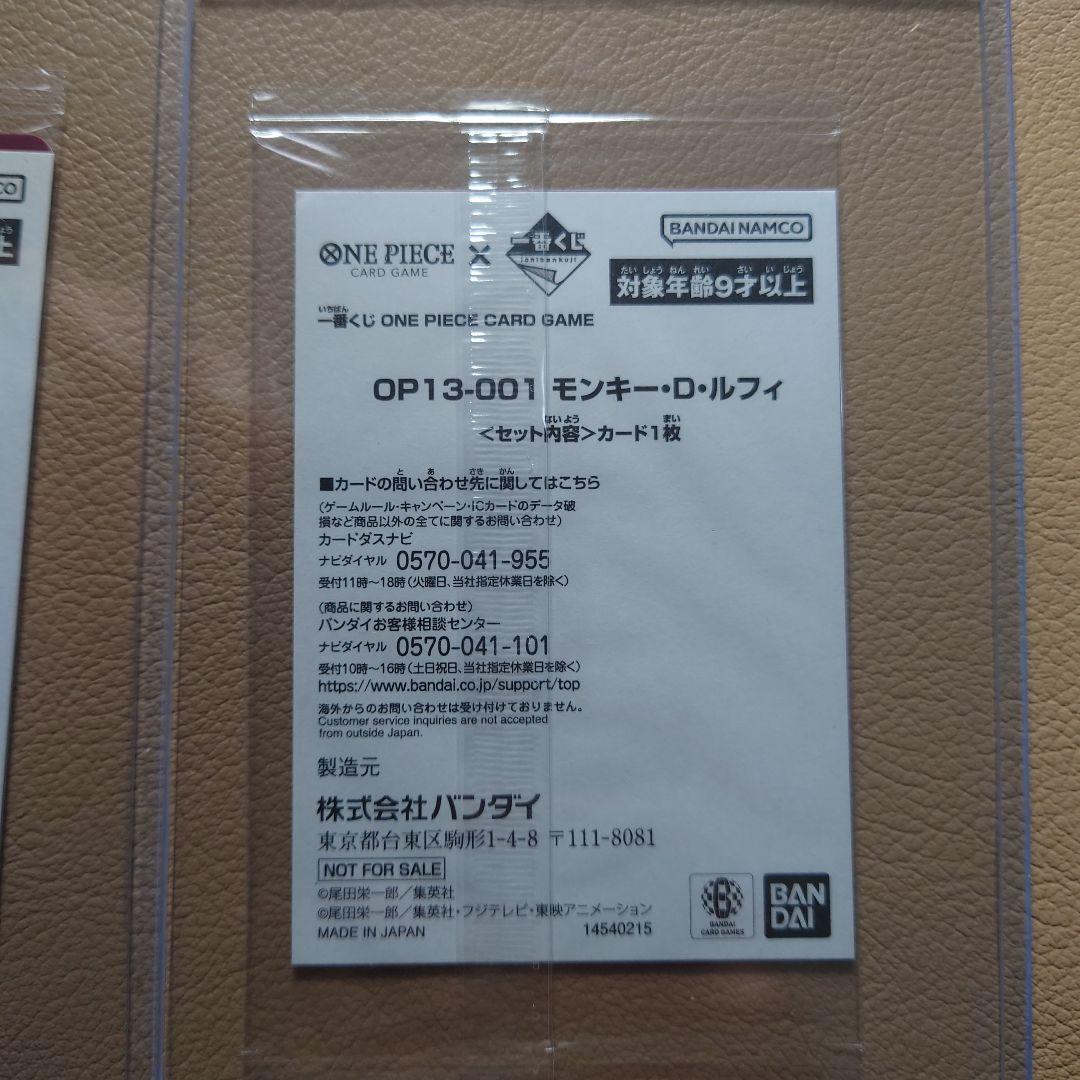 ONE PIECE
CARD GAME
×
一番くじ
ichibankuji
BANDAI NAMCO
たいしょうねんれい ざいいじょう
対象年齢9才以上
いちばん
一番くじ ONE PIECE CARD GAME
OP13-001 モンキー・D・ルフィ
ないよう まい
<セット内容>カード1枚
と あ さき かん
■カードの問い合わせ先に関してはこちら
(ゲームルール・キャンペーン・ICカードのデータ破
損など商品以外の全てに関するお問い合わせ)
カードダスナビ
ナビダイヤル 0570-041-955
受付11時～18時(火曜日、当社指定休業日を除く)
(商品に関するお問い合わせ)
バンダイお客様相談センター
ナビダイヤル 0570-041-101
受付10時～16時(土日祝日、当社指定休業日を除く)
https://www.bandai.co.jp/support/top
海外からのお問い合わせは受け付けておりません。
Customer service inquiries are not accepted
from outside Japan.
製造元
株式会社バンダイ
東京都台東区駒形1-4-8 〒111-8081
NOT FOR SALE
©尾田栄一郎／集英社
©尾田栄一郎／集英社・フジテレビ・東映アニメーション
MADE IN JAPAN 14540215
BANDAI
CARD GAMES
BAN
DAI
CO
ょう
上